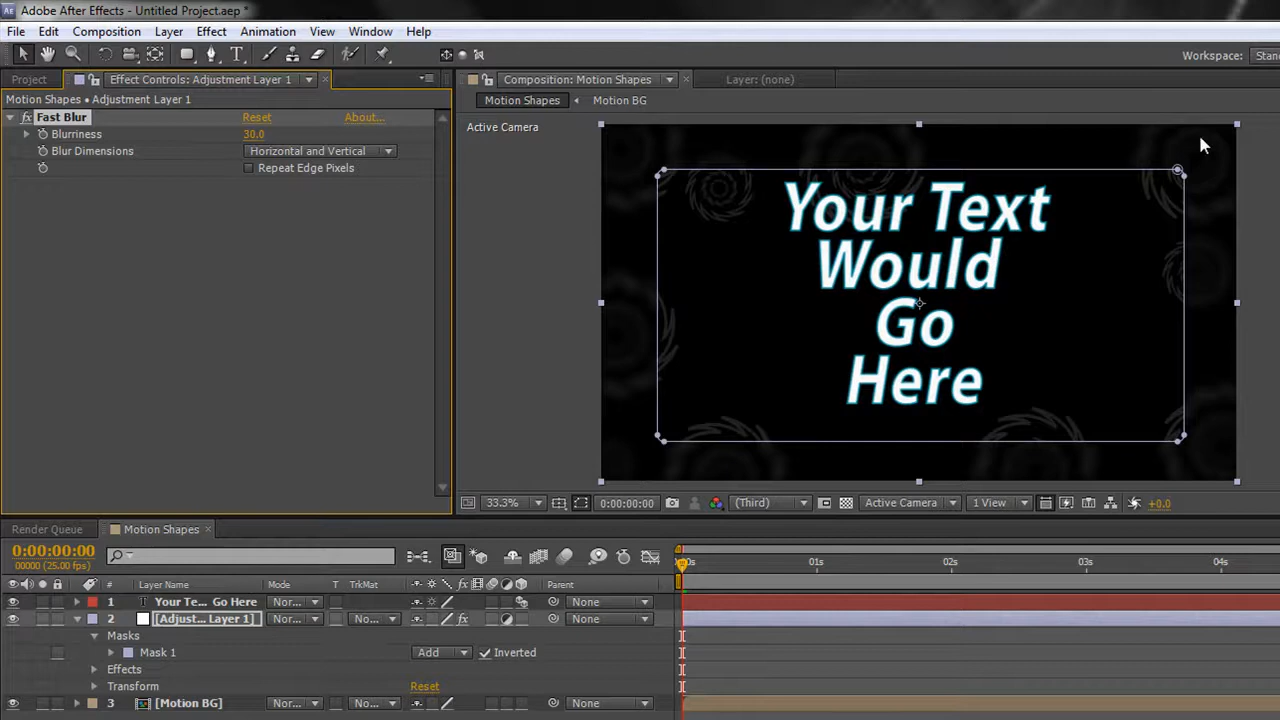 Adobe After Effects - Untitled Project.aep *
File Edit Composition Layer Effect Animation View Window Help
Workspace: Stan
Project Effect Controls: Adjustment Layer 1
Composition: Motion Shapes Layer: (none)
Motion Shapes • Adjustment Layer 1
Motion Shapes Motion BG
fx Fast Blur Reset About...
Active Camera
Blurriness 30.0
Blur Dimensions Horizontal and Vertical
Repeat Edge Pixels
Your Text
Would
Go
Here
33.3% 0:00:00:00 (Third) Active Camera 1 View +0.0
Render Queue Motion Shapes
0:00:00:00
00000 (25.00 fps)
00s 01s 02s 03s 04s
# Layer Name Mode T TrkMat Parent
1 T Your Te... Go Here Nor... None
2 [Adjust... Layer 1] Nor... No... None
Masks
Mask 1 Add Inverted
Effects
Transform Reset
3 [Motion BG] Nor... No... None